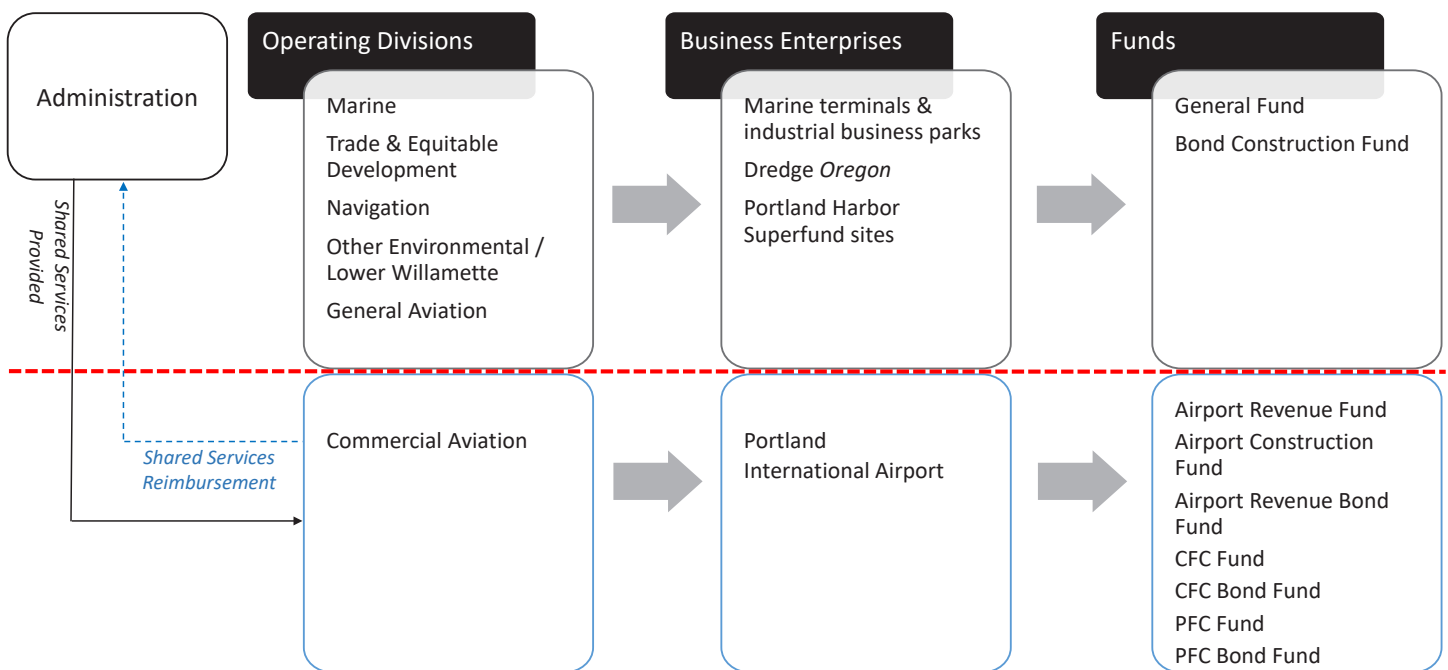 Administration
Operating Divisions
Business Enterprises
Funds
Marine
Trade & Equitable
Development
Navigation
Other Environmental /
Lower Willamette
General Aviation
Marine terminals &
industrial business parks
Dredge Oregon
Portland Harbor
Superfund sites
General Fund
Bond Construction Fund
Shared Services
Provided
Shared Services
Reimbursement
Commercial Aviation
Portland
International Airport
Airport Revenue Fund
Airport Construction
Fund
Airport Revenue Bond
Fund
CFC Fund
CFC Bond Fund
PFC Fund
PFC Bond Fund